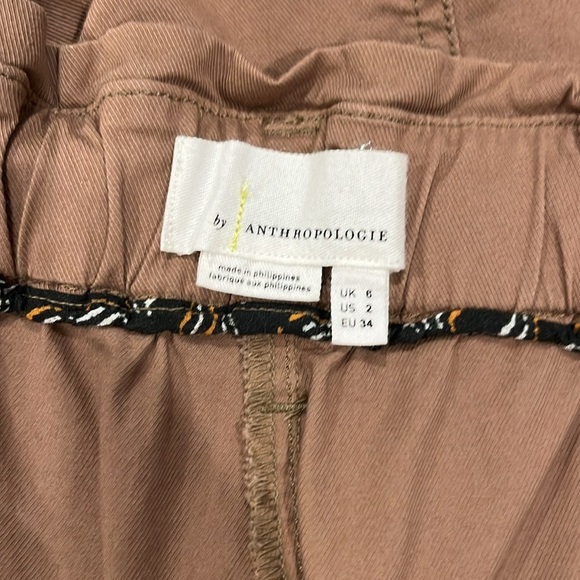 by ANTHROPOLOGIE
made in philippines
fabrique aux philippines
UK 6
US 2
EU 34